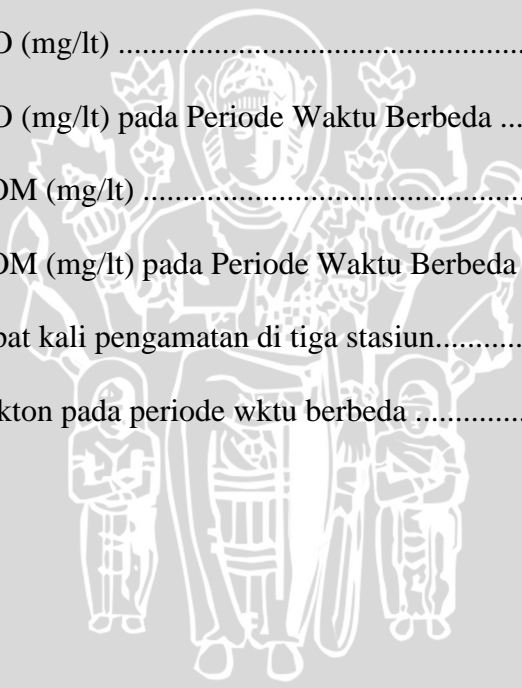 O (mg/lt) ....................................................
O (mg/lt) pada Periode Waktu Berbeda ...
OM (mg/lt) ................................................
OM (mg/lt) pada Periode Waktu Berbeda
pat kali pengamatan di tiga stasiun...........
kton pada periode wktu berbeda ..............